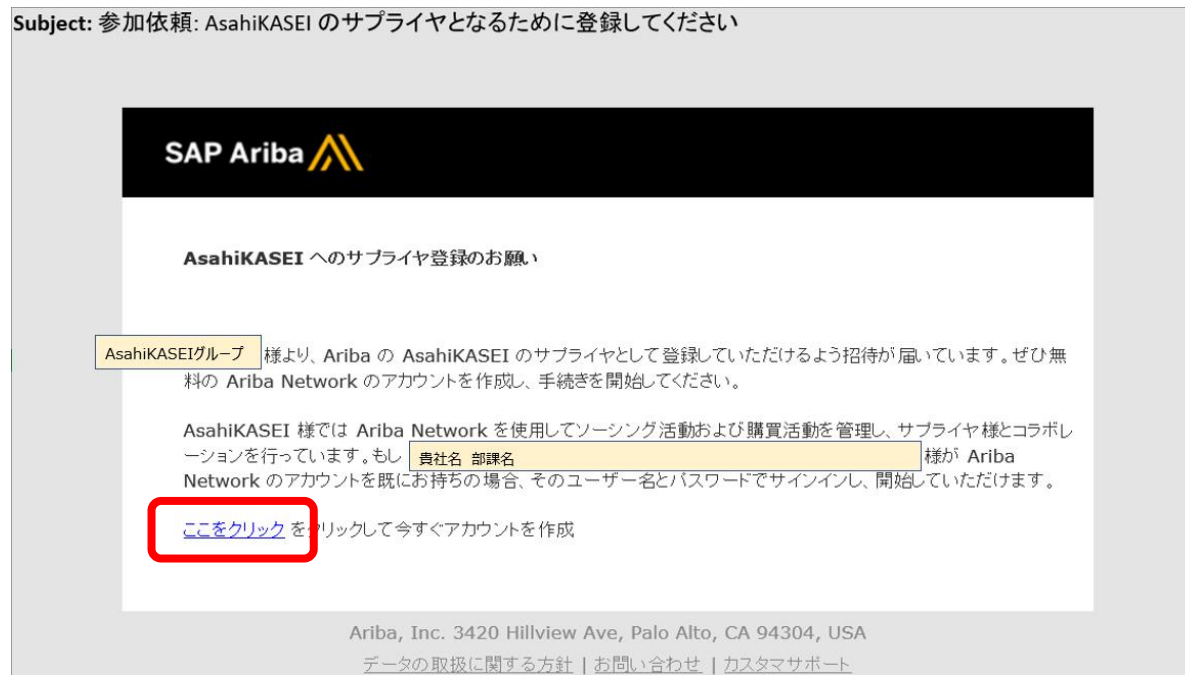 Subject: 参加依頼: AsahiKASEI のサプライヤとなるために登録してください
SAP Ariba
AsahiKASEI へのサプライヤ登録のお願い
AsahiKASEIグループ 様より、Ariba の AsahiKASEI のサプライヤとして登録していただけるよう招待が届いています。ぜひ無
料の Ariba Network のアカウントを作成し、手続きを開始してください。
AsahiKASEI 様では Ariba Network を使用してソーシング活動および購買活動を管理し、サプライヤ様とコラボレ
ーションを行っています。もし 貴社名 部課名 様が Ariba
Network のアカウントを既にお持ちの場合、そのユーザー名とパスワードでサインインし、開始していただけます。
ここをクリック をクリックして今すぐアカウントを作成
Ariba, Inc. 3420 Hillview Ave, Palo Alto, CA 94304, USA
データの取扱に関する方針 | お問い合わせ | カスタマサポート